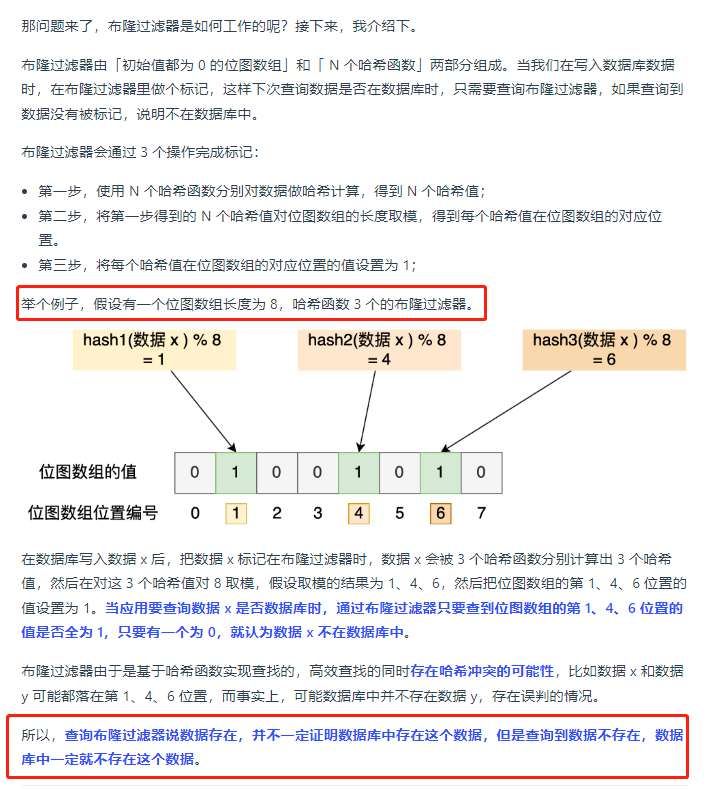 那问题来了，布隆过滤器是如何工作的呢？接下来，我介绍下。
布隆过滤器由「初始值都为 0 的位图数组」和「 N 个哈希函数」两部分组成。当我们在写入数据库数据
时，在布隆过滤器里做个标记，这样下次查询数据是否在数据库时，只需要查询布隆过滤器，如果查询到
数据没有被标记，说明不在数据库中。
布隆过滤器会通过 3 个操作完成标记：
• 第一步，使用 N 个哈希函数分别对数据做哈希计算，得到 N 个哈希值；
• 第二步，将第一步得到的 N 个哈希值对位图数组的长度取模，得到每个哈希值在位图数组的对应位
置。
• 第三步，将每个哈希值在位图数组的对应位置的值设置为 1；
举个例子，假设有一个位图数组长度为 8，哈希函数 3 个的布隆过滤器。
hash1(数据 x ) % 8
= 1
hash2(数据 x ) % 8
= 4
hash3(数据 x ) % 8
= 6
位图数组的值 0 1 0 0 1 0 1 0
位图数组位置编号 0 1 2 3 4 5 6 7
在数据库写入数据 x 后，把数据 x 标记在布隆过滤器时，数据 x 会被 3 个哈希函数分别计算出 3 个哈希
值，然后在对这 3 个哈希值对 8 取模，假设取模的结果为 1、4、6，然后把位图数组的第 1、4、6 位置的
值设置为 1。当应用要查询数据 x 是否数据库时，通过布隆过滤器只要查到位图数组的第 1、4、6 位置的
值是否全为 1，只要有一个为 0，就认为数据 x 不在数据库中。
布隆过滤器由于是基于哈希函数实现查找的，高效查找的同时存在哈希冲突的可能性，比如数据 x 和数据
y 可能都落在第 1、4、6 位置，而事实上，可能数据库中并不存在数据 y，存在误判的情况。
所以，查询布隆过滤器说数据存在，并不一定证明数据库中存在这个数据，但是查询到数据不存在，数据
库中一定就不存在这个数据。